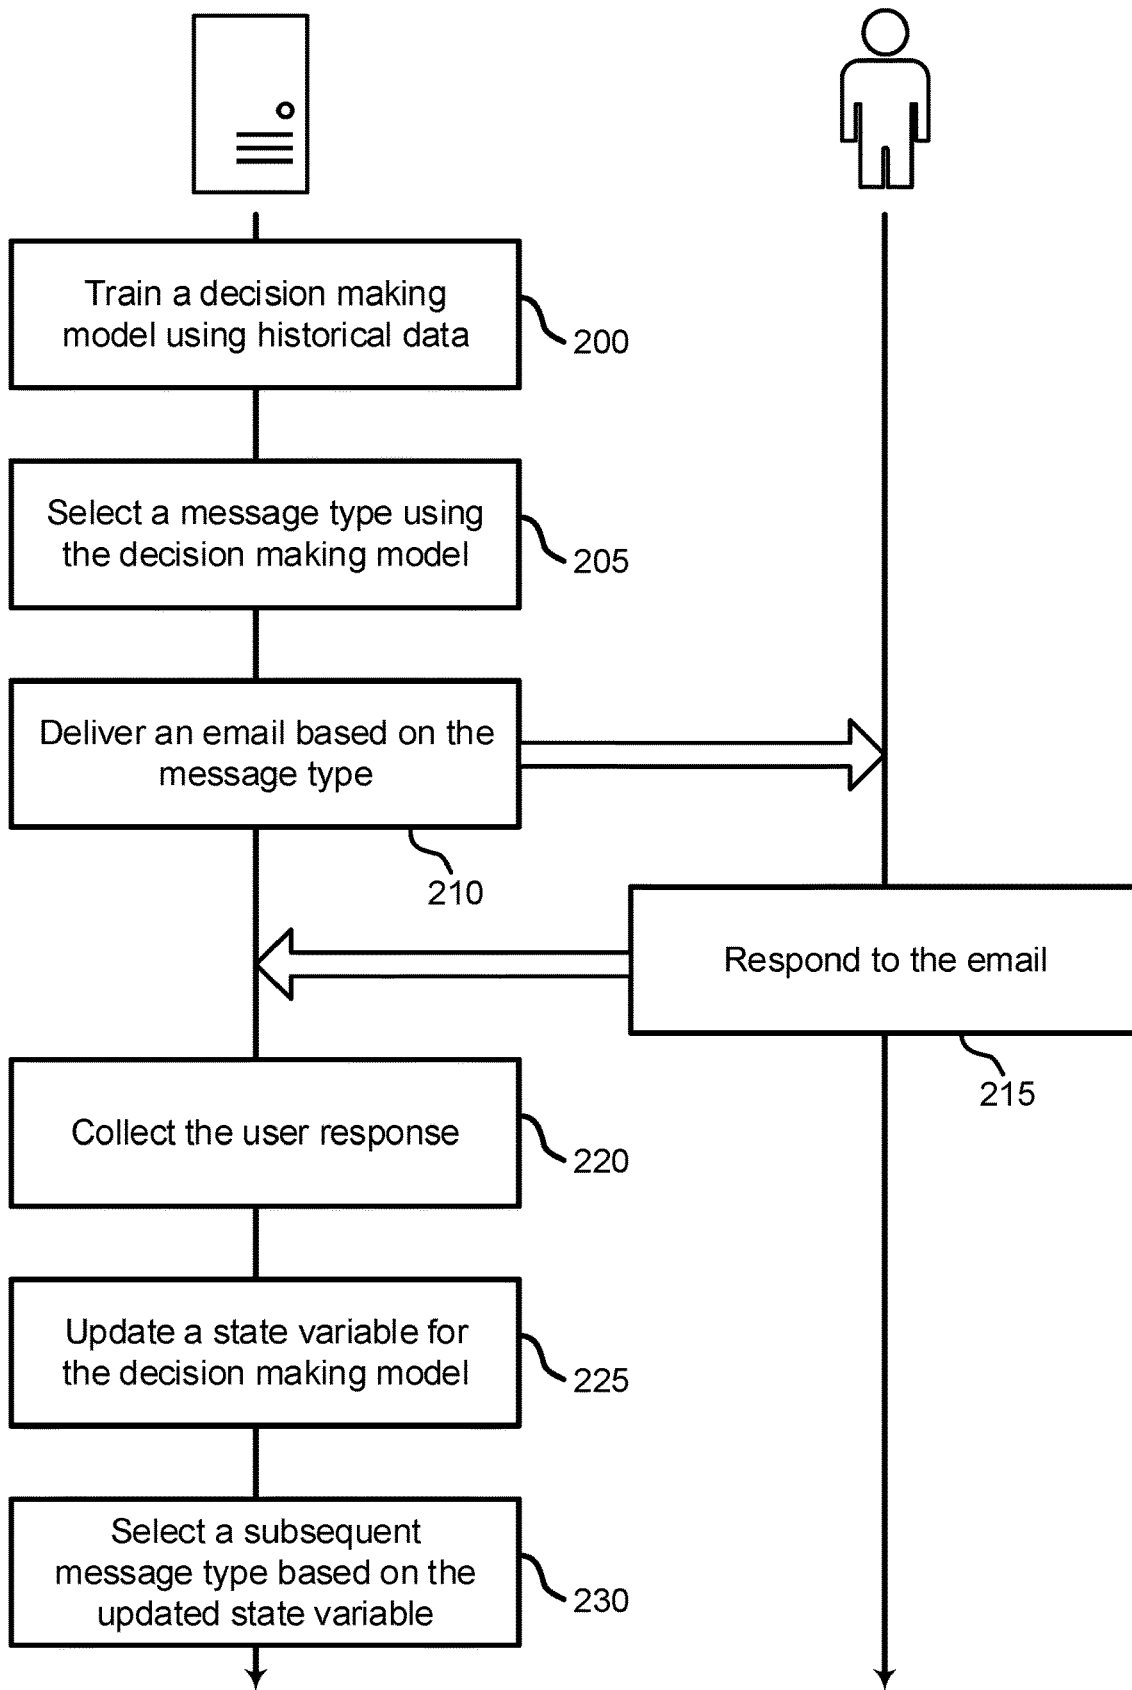 Train a decision making
model using historical data
200
Select a message type using
the decision making model
205
Deliver an email based on the
message type
210
Respond to the email
215
Collect the user response
220
Update a state variable for
the decision making model
225
Select a subsequent
message type based on the
updated state variable
230